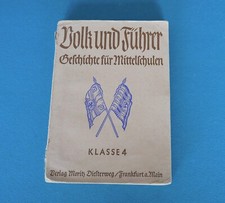 Volk und Führer
Geschichte für Mittelschulen
KLASSE 4
Verlag Moritz Diesterweg / Frankfurt a. Main